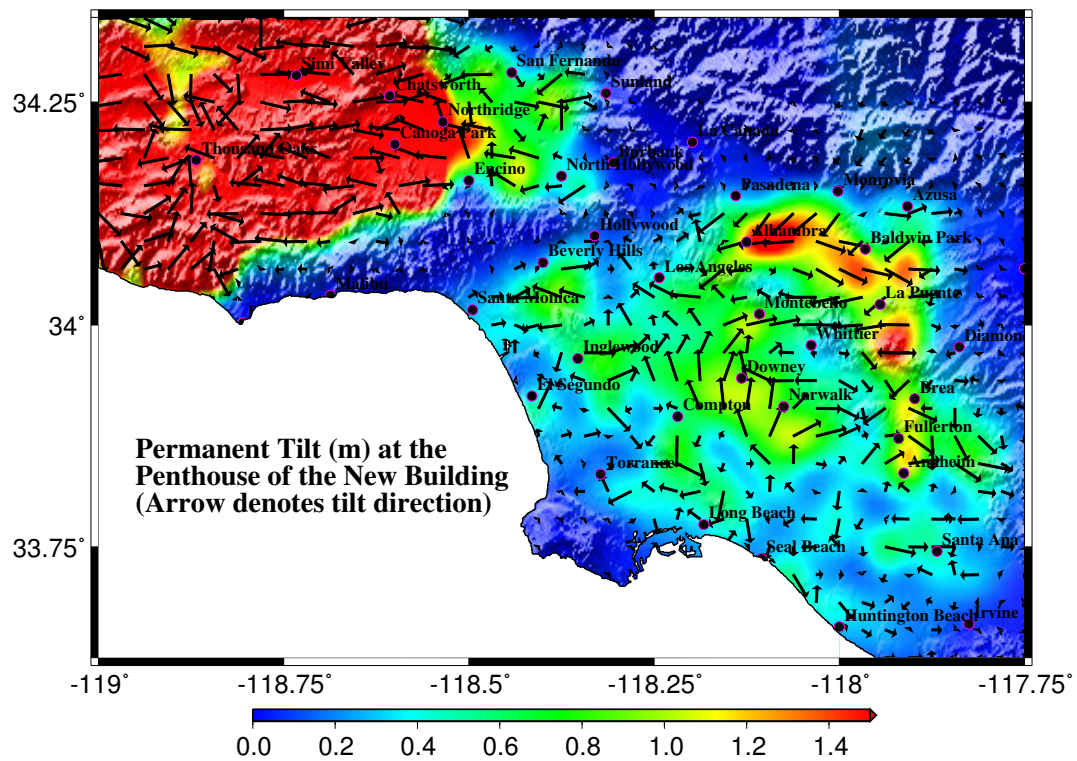 Simi Valley
San Fernando
Chatsworth
Sunland
34.25°
Northridge
Canoga Park
La Canada
Thousand Oaks
Burbank
Encino
North Hollywood
Pasadena
Monrovia
Azusa
Hollywood
Alhambra
Baldwin Park
Beverly Hills
Los Angeles
Malibu
Santa Monica
La Puente
Montebello
34°
Whittier
Diamon
Inglewood
Downey
El Segundo
Brea
Norwalk
Compton
Fullerton
Permanent Tilt (m) at the
Penthouse of the New Building
(Arrow denotes tilt direction)
Torrance
Anaheim
Long Beach
33.75°
Seal Beach
Santa Ana
Huntington Beach
Irvine
-119° -118.75° -118.5° -118.25° -118° -117.75°
0.0 0.2 0.4 0.6 0.8 1.0 1.2 1.4